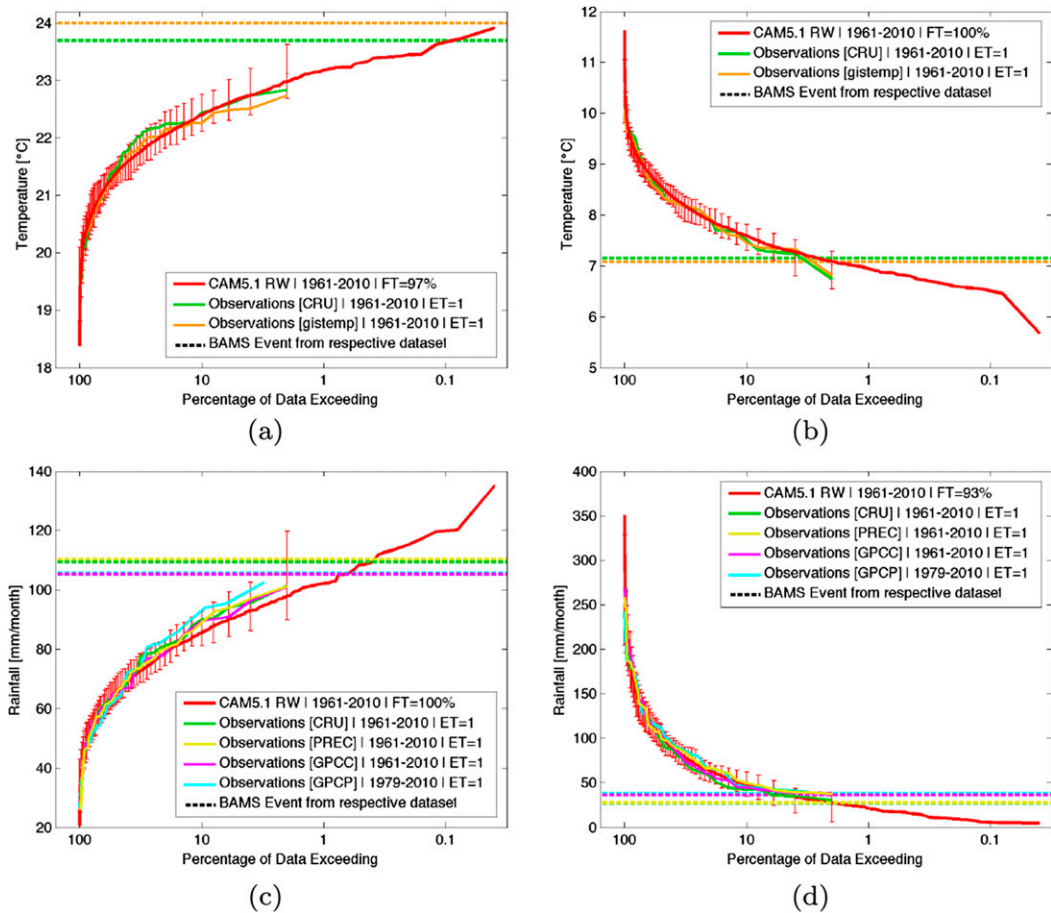 24
23
22
21
20
19
18
Temperature [°C]
CAM5.1 RW | 1961-2010 | FT=97%
Observations [CRU] | 1961-2010 | ET=1
Observations [gistemp] | 1961-2010 | ET=1
BAMS Event from respective dataset
100 10 1 0.1
Percentage of Data Exceeding
(a)
12
11
10
9
8
7
6
5
Temperature [°C]
CAM5.1 RW | 1961-2010 | FT=100%
Observations [CRU] | 1961-2010 | ET=1
Observations [gistemp] | 1961-2010 | ET=1
BAMS Event from respective dataset
100 10 1 0.1
Percentage of Data Exceeding
(b)
140
120
100
80
60
40
20
Rainfall [mm/month]
CAM5.1 RW | 1961-2010 | FT=100%
Observations [CRU] | 1961-2010 | ET=1
Observations [PREC] | 1961-2010 | ET=1
Observations [GPCC] | 1961-2010 | ET=1
Observations [GPCP] | 1979-2010 | ET=1
BAMS Event from respective dataset
100 10 1 0.1
Percentage of Data Exceeding
(c)
400
350
300
250
200
150
100
50
0
Rainfall [mm/month]
CAM5.1 RW | 1961-2010 | FT=93%
Observations [CRU] | 1961-2010 | ET=1
Observations [PREC] | 1961-2010 | ET=1
Observations [GPCC] | 1961-2010 | ET=1
Observations [GPCP] | 1979-2010 | ET=1
BAMS Event from respective dataset
100 10 1 0.1
Percentage of Data Exceeding
(d)